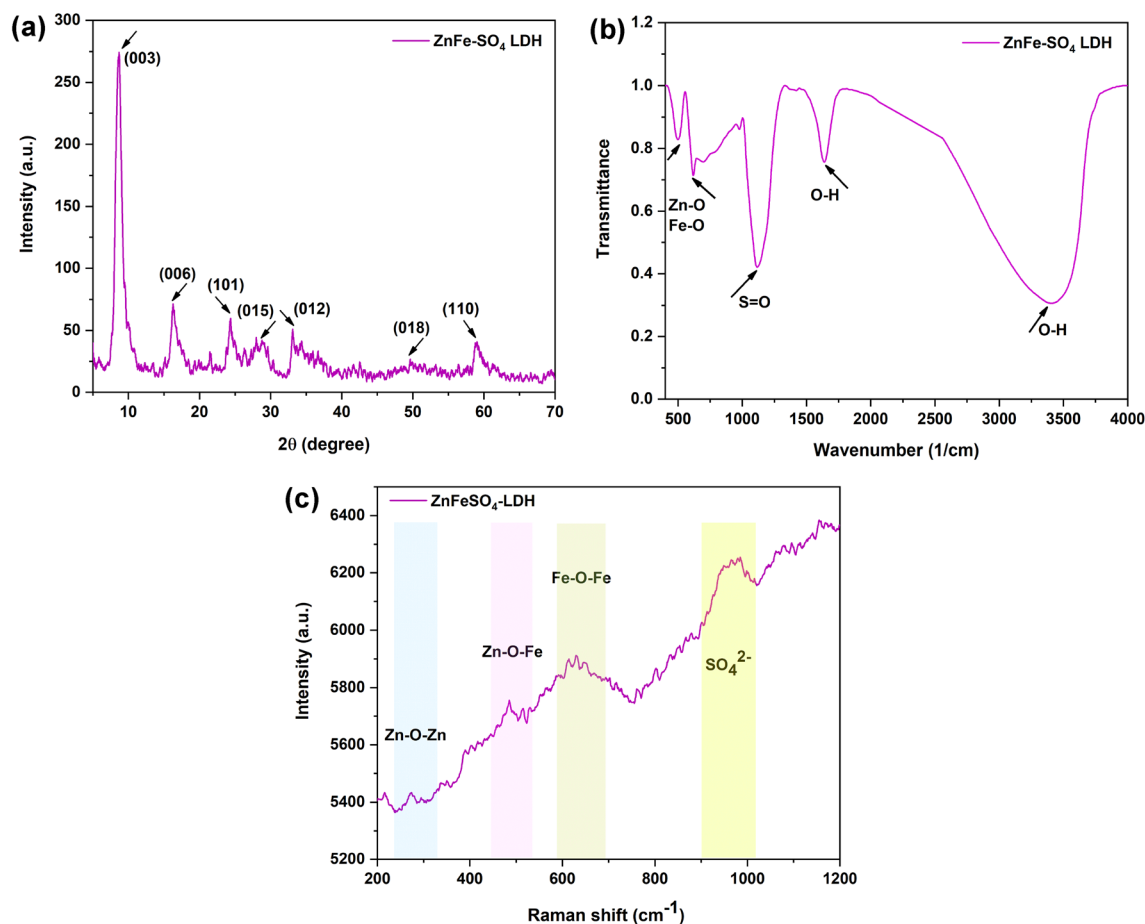 (a)
300
250
200
150
100
50
0
Intensity (a.u.)
ZnFe-SO₄ LDH
(003)
(006)
(101)
(015)
(012)
(018)
(110)
10 20 30 40 50 60 70
2θ (degree)
(b)
1.2
1.0
0.8
0.6
0.4
0.2
0.0
Transmittance
ZnFe-SO₄ LDH
Zn-O
Fe-O
S=O
O-H
O-H
500 1000 1500 2000 2500 3000 3500 4000
Wavenumber (1/cm)
(c)
6400
6200
6000
5800
5600
5400
5200
Intensity (a.u.)
ZnFeSO₄-LDH
Zn-O-Zn
Zn-O-Fe
Fe-O-Fe
SO₄²⁻
200 400 600 800 1000 1200
Raman shift (cm⁻¹)